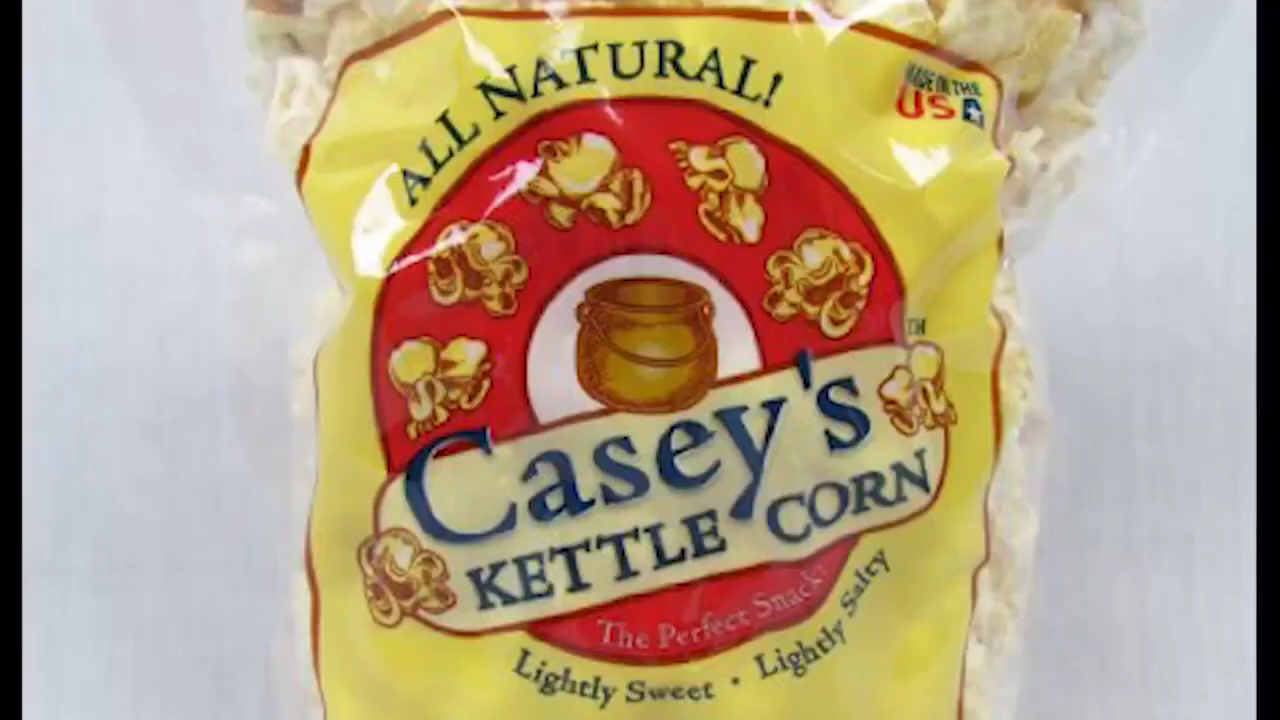 ALL NATURAL!
MADE IN THE
USA
TM
Casey's
KETTLE CORN
The Perfect Snack!
Lightly Sweet • Lightly Salty